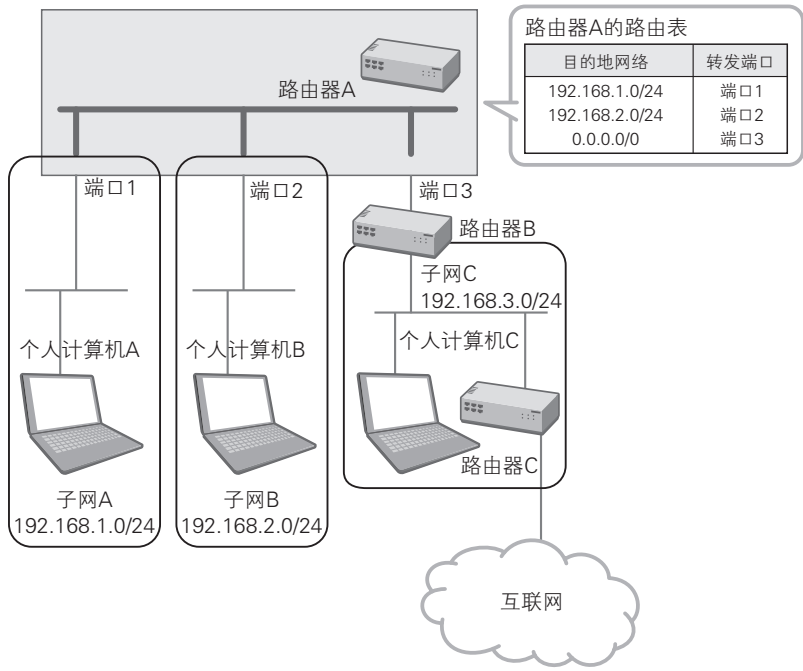 路由器A的路由表
目的地网络 转发端口
192.168.1.0/24 端口1
192.168.2.0/24 端口2
0.0.0.0/0 端口3
路由器A
端口1
端口2
端口3
路由器B
子网C
192.168.3.0/24
个人计算机A
个人计算机B
个人计算机C
路由器C
子网A
192.168.1.0/24
子网B
192.168.2.0/24
互联网